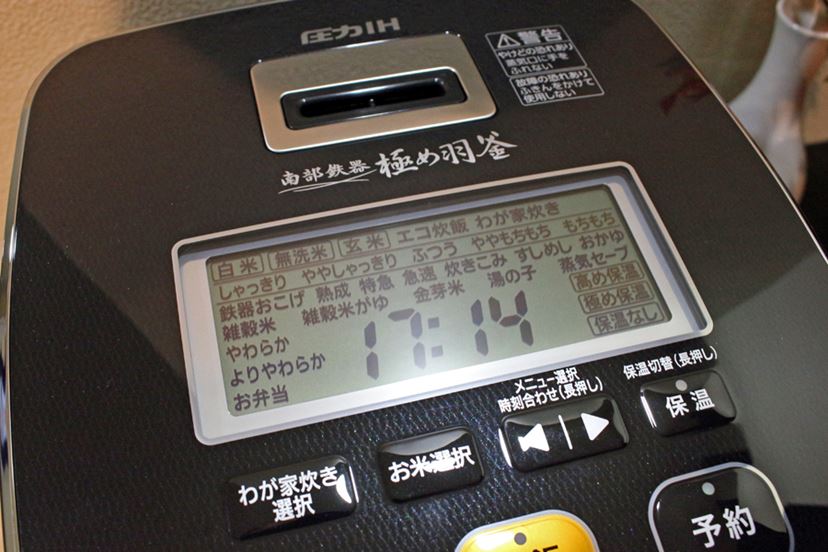 圧力IH
警告
やけどの恐れあり
蒸気口に手を
ふれない
故障の恐れあり
ふきんをかけて
使用しない
南部鉄器 極め羽釜
白米 無洗米 玄米 エコ炊飯 わが家炊き
しゃっきり ややしゃっきり ふつう ややもちもち もちもち
鉄器おこげ 熟成 特急 急速 炊きこみ すしめし おかゆ
雑穀米 雑穀米がゆ 金芽米 湯の子 蒸気セーブ
やわらか
よりやわらか
お弁当
17:14
高め保温
極め保温
保温なし
メニュー選択
時刻合わせ(長押し)
保温切替(長押し)
保温
わが家炊き
選択
お米選択
予約